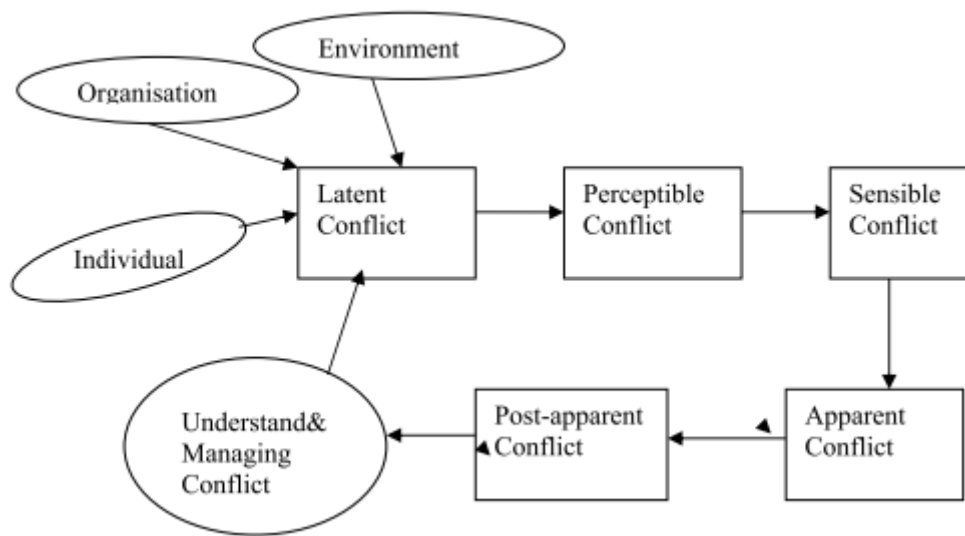 Environment
Organisation
Latent
Conflict
Perceptible
Conflict
Sensible
Conflict
Individual
Understand&
Managing
Conflict
Post-apparent
Conflict
Apparent
Conflict